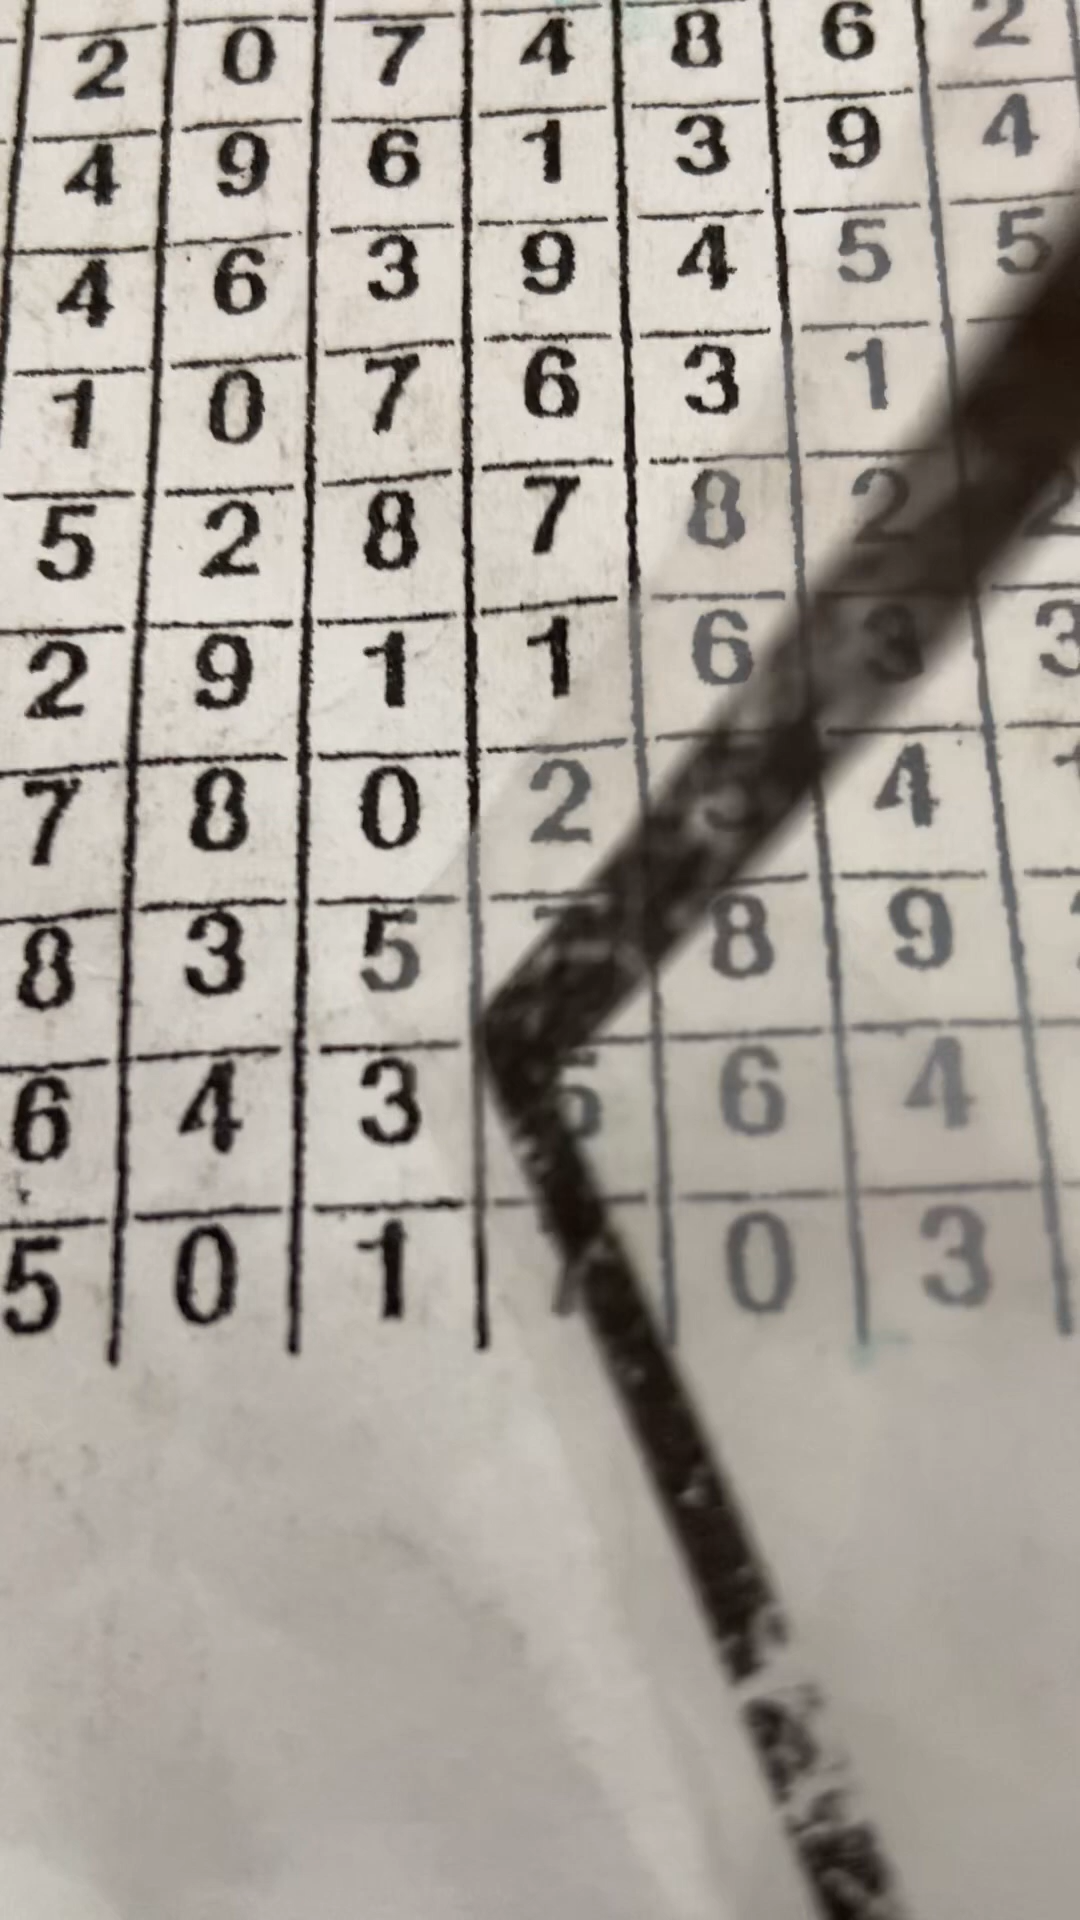 2 0 7 4 8 6 2
4 9 6 1 3 9 4
4 6 3 9 4 5 5
1 0 7 6 3 1
5 2 8 7 8 2 2
2 9 1 1 6 3 3
7 8 0 2 4
8 3 5 8 9
6 4 3 6 4
5 0 1 0 3